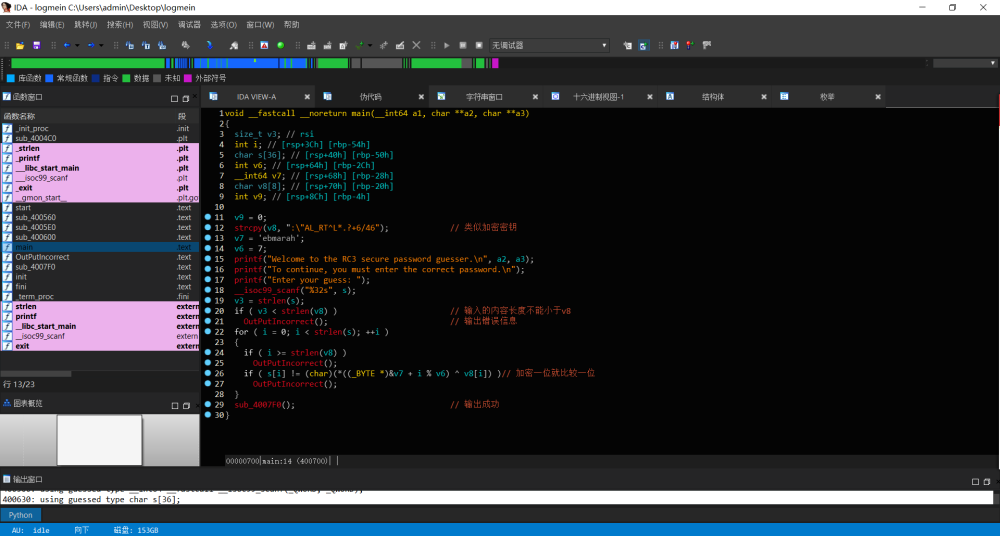 IDA - logmein C:\Users\admin\Desktop\logmein
文件(F) 编辑(E) 跳转(J) 搜索(H) 视图(V) 调试器 选项(O) 窗口(W) 帮助
无调试器
库函数 常规函数 指令 数据 未知 外部符号
函数窗口
函数名称 段
_init_proc .init
sub_4004C0 .plt
_strlen .plt
_printf .plt
__libc_start_main .plt
___isoc99_scanf .plt
_exit .plt
__gmon_start__ .plt.go
start .text
sub_400560 .text
sub_4005E0 .text
sub_400600 .text
main .text
OutPutIncorrect .text
sub_4007F0 .text
init .text
fini .text
_term_proc .fini
strlen extern
printf extern
__libc_start_main extern
__isoc99_scanf extern
exit extern
行 13/23
图表概览
IDA VIEW-A 伪代码 字符串窗口 十六进制视图-1 结构体 枚举
1 void __fastcall __noreturn main(__int64 a1, char **a2, char **a3)
2 {
3 size_t v3; // rsi
4 int i; // [rsp+3Ch] [rbp-54h]
5 char s[36]; // [rsp+40h] [rbp-50h]
6 int v6; // [rsp+64h] [rbp-2Ch]
7 __int64 v7; // [rsp+68h] [rbp-28h]
8 char v8[8]; // [rsp+70h] [rbp-20h]
9 int v9; // [rsp+8Ch] [rbp-4h]
10
11 v9 = 0;
12 strcpy(v8, ":\"AL_RT^L*.?+6/46"); // 类似加密密钥
13 v7 = 'ebmarah';
14 v6 = 7;
15 printf("Welcome to the RC3 secure password guesser.\n", a2, a3);
16 printf("To continue, you must enter the correct password.\n");
17 printf("Enter your guess: ");
18 __isoc99_scanf("%32s", s);
19 v3 = strlen(s);
20 if ( v3 < strlen(v8) ) // 输入的内容长度不能小于v8
21 OutPutIncorrect(); // 输出错误信息
22 for ( i = 0; i < strlen(s); ++i )
23 {
24 if ( i >= strlen(v8) )
25 OutPutIncorrect();
26 if ( s[i] != (char)(*((_BYTE *)&v7 + i % v6) ^ v8[i]) )// 加密一位就比较一位
27 OutPutIncorrect();
28 }
29 sub_4007F0(); // 输出成功
30 }
00000700 main:14 (400700)
输出窗口
400630: using guessed type char s[36];
Python
AU: idle 向下 磁盘: 153GB